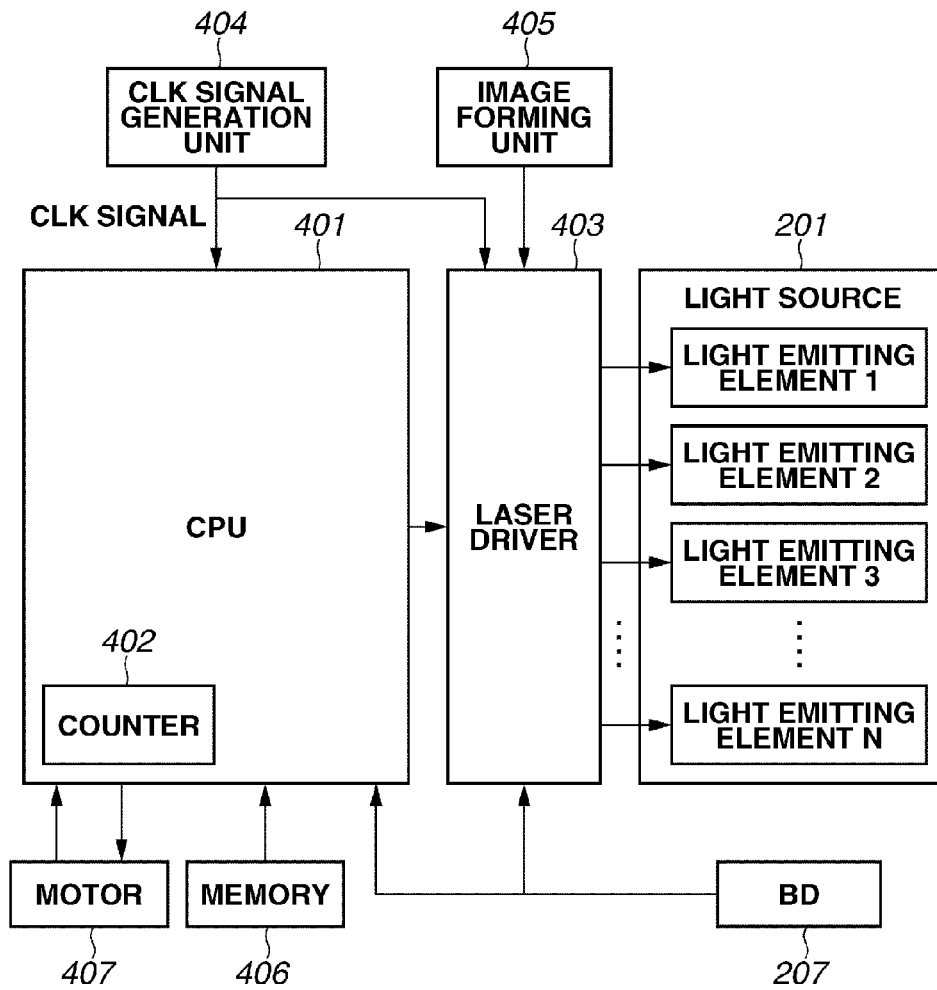 404
405
CLK SIGNAL
GENERATION
UNIT
IMAGE
FORMING
UNIT
CLK SIGNAL
401
403
201
LIGHT SOURCE
LIGHT EMITTING
ELEMENT 1
LIGHT EMITTING
ELEMENT 2
CPU
LASER
DRIVER
LIGHT EMITTING
ELEMENT 3
402
COUNTER
LIGHT EMITTING
ELEMENT N
MOTOR
MEMORY
BD
407
406
207